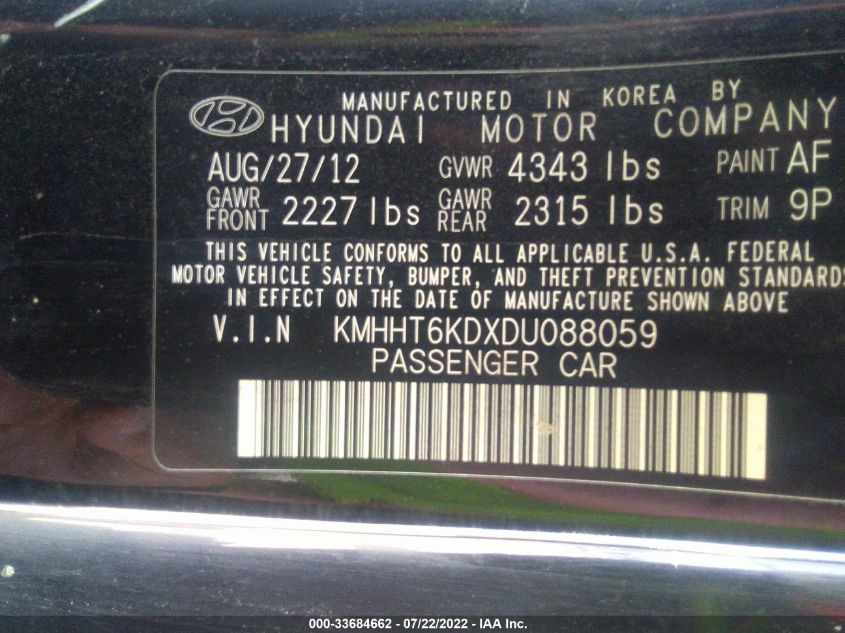 MANUFACTURED IN KOREA BY
HYUNDAI MOTOR COMPANY
AUG/27/12 GVWR 4343 lbs PAINT AF
GAWR FRONT 2227 lbs GAWR REAR 2315 lbs TRIM 9P
THIS VEHICLE CONFORMS TO ALL APPLICABLE U.S.A. FEDERAL
MOTOR VEHICLE SAFETY, BUMPER, AND THEFT PREVENTION STANDARDS
IN EFFECT ON THE DATE OF MANUFACTURE SHOWN ABOVE
V.I.N KMHHT6KDXDU088059
PASSENGER CAR
000-33684662 - 07/22/2022 - IAA Inc.